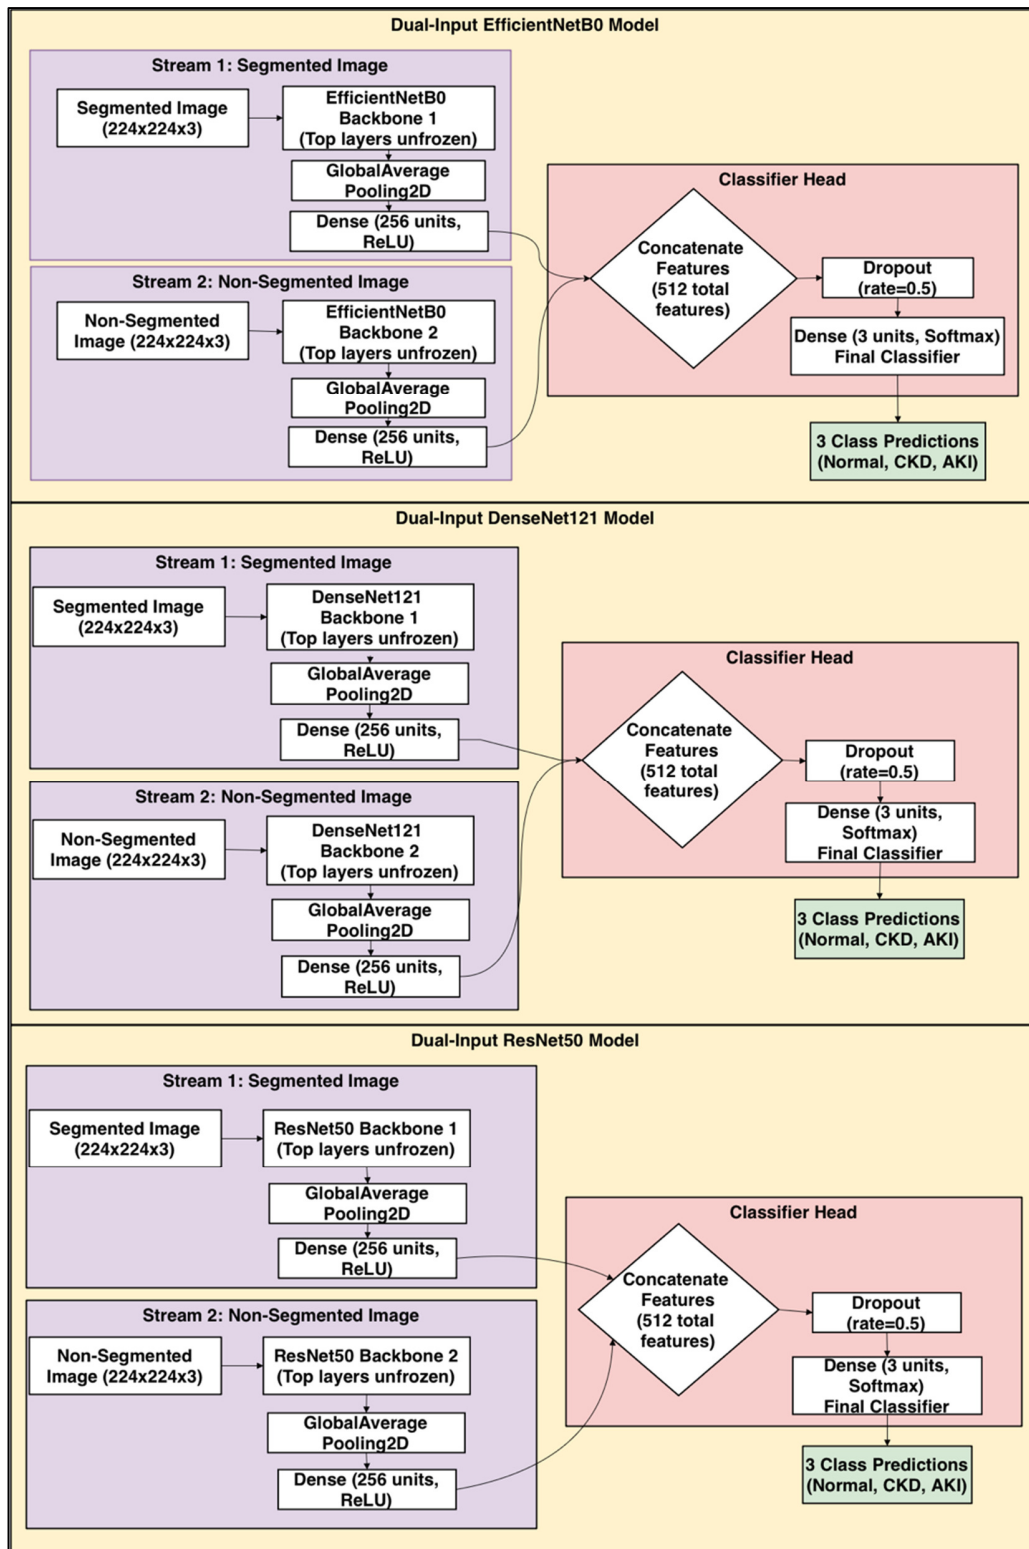 Dual-Input EfficientNetB0 Model
Stream 1: Segmented Image
Segmented Image
(224x224x3)
EfficientNetB0
Backbone 1
(Top layers unfrozen)
GlobalAverage
Pooling2D
Dense (256 units,
ReLU)
Stream 2: Non-Segmented Image
Non-Segmented
Image (224x224x3)
EfficientNetB0
Backbone 2
(Top layers unfrozen)
GlobalAverage
Pooling2D
Dense (256 units,
ReLU)
Classifier Head
Concatenate
Features
(512 total
features)
Dropout
(rate=0.5)
Dense (3 units, Softmax)
Final Classifier
3 Class Predictions
(Normal, CKD, AKI)
Dual-Input DenseNet121 Model
Stream 1: Segmented Image
Segmented Image
(224x224x3)
DenseNet121
Backbone 1
(Top layers unfrozen)
GlobalAverage
Pooling2D
Dense (256 units,
ReLU)
Stream 2: Non-Segmented Image
Non-Segmented
Image (224x224x3)
DenseNet121
Backbone 2
(Top layers unfrozen)
GlobalAverage
Pooling2D
Dense (256 units,
ReLU)
Classifier Head
Concatenate
Features
(512 total
features)
Dropout
(rate=0.5)
Dense (3 units,
Softmax)
Final Classifier
3 Class Predictions
(Normal, CKD, AKI)
Dual-Input ResNet50 Model
Stream 1: Segmented Image
Segmented Image
(224x224x3)
ResNet50 Backbone 1
(Top layers unfrozen)
GlobalAverage
Pooling2D
Dense (256 units,
ReLU)
Stream 2: Non-Segmented Image
Non-Segmented
Image (224x224x3)
ResNet50 Backbone 2
(Top layers unfrozen)
GlobalAverage
Pooling2D
Dense (256 units,
ReLU)
Classifier Head
Concatenate
Features
(512 total
features)
Dropout
(rate=0.5)
Dense (3 units,
Softmax)
Final Classifier
3 Class Predictions
(Normal, CKD, AKI)